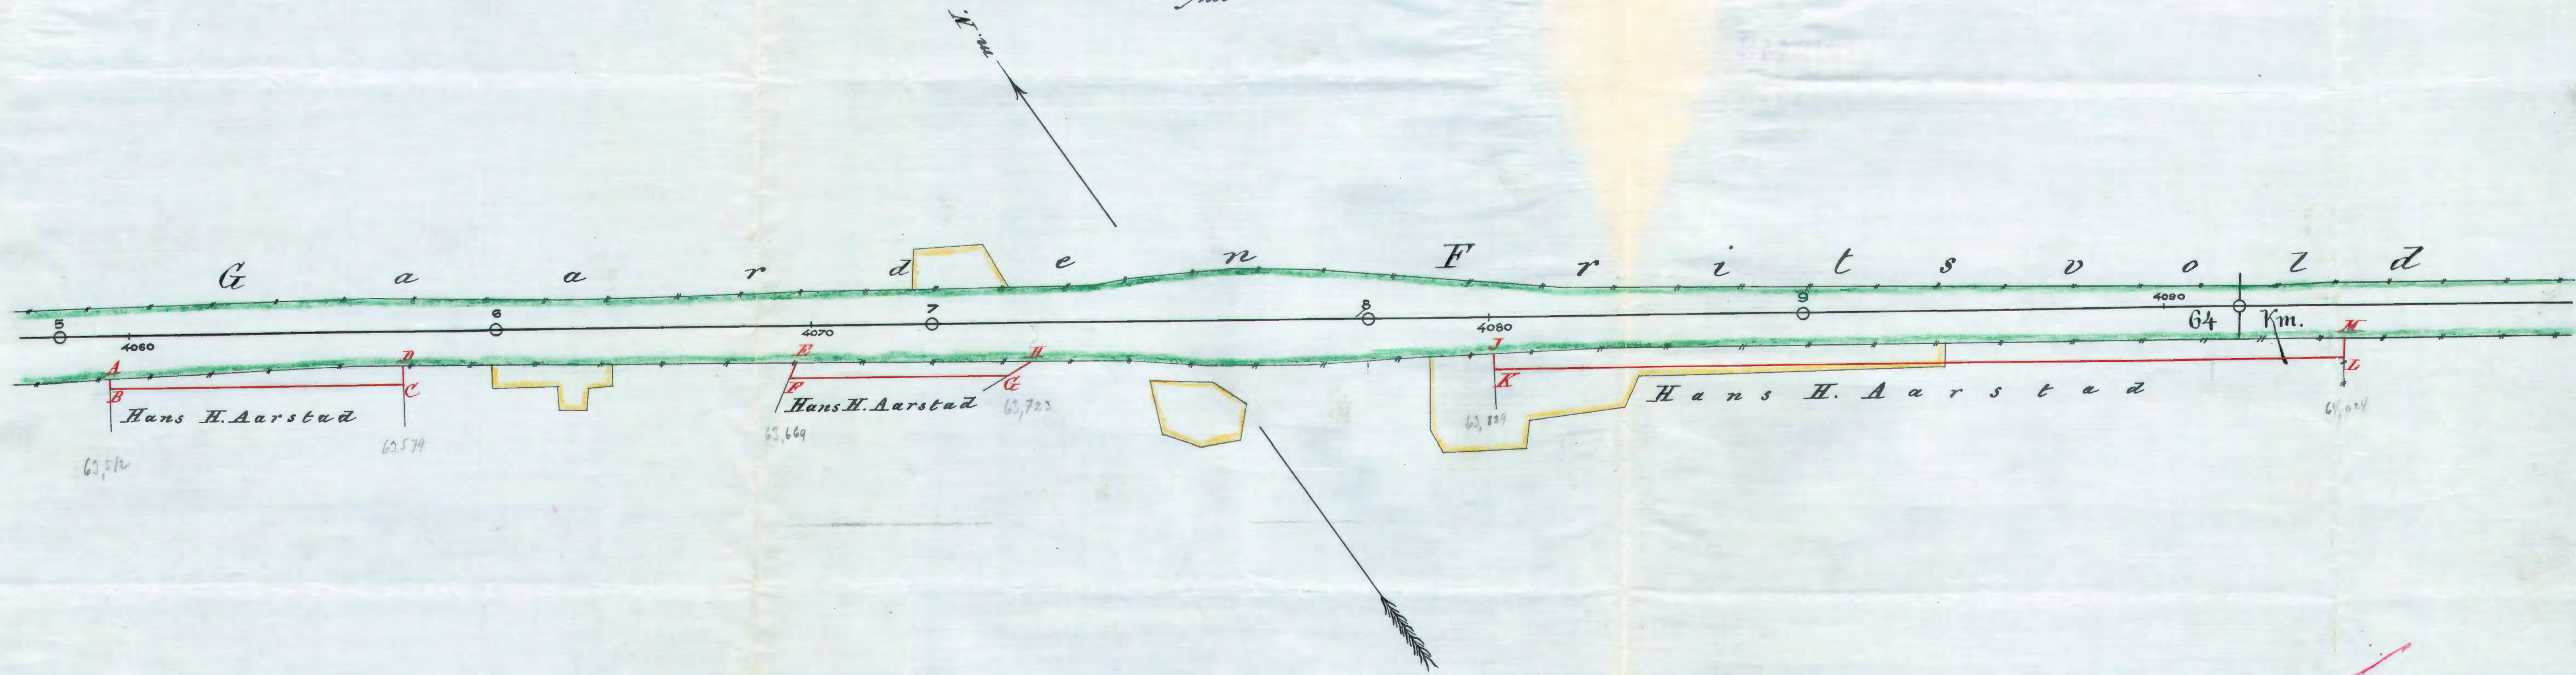 N. m.
Gaarden Fritsvold
5 6 7 8 9
4060 4070 4080 4090
64 Km.
A D E H J M
B C F G K L
Hans H. Aarstad
Hans H. Aarstad
Hans H. Aarstad
63,512 63,579 63,669 63,723 63,829 64,024